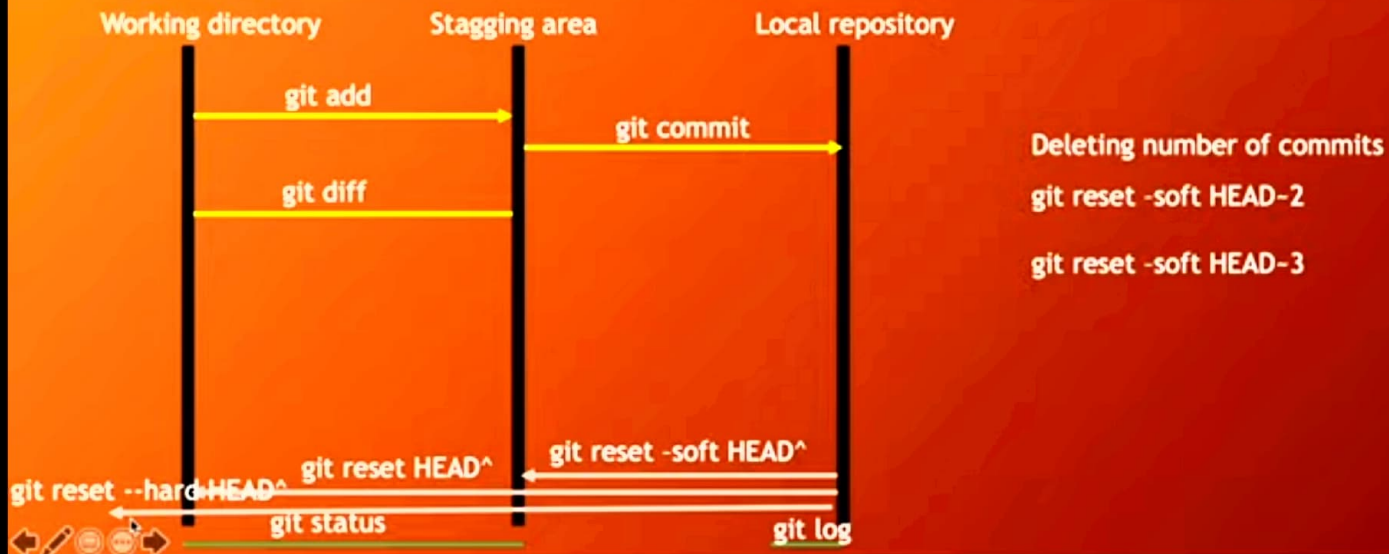 Working directory
Stagging area
Local repository
git add
git commit
Deleting number of commits
git diff
git reset -soft HEAD~2
git reset -soft HEAD~3
git reset -soft HEAD^
git reset HEAD^
git reset --hard HEAD^
git status
git log